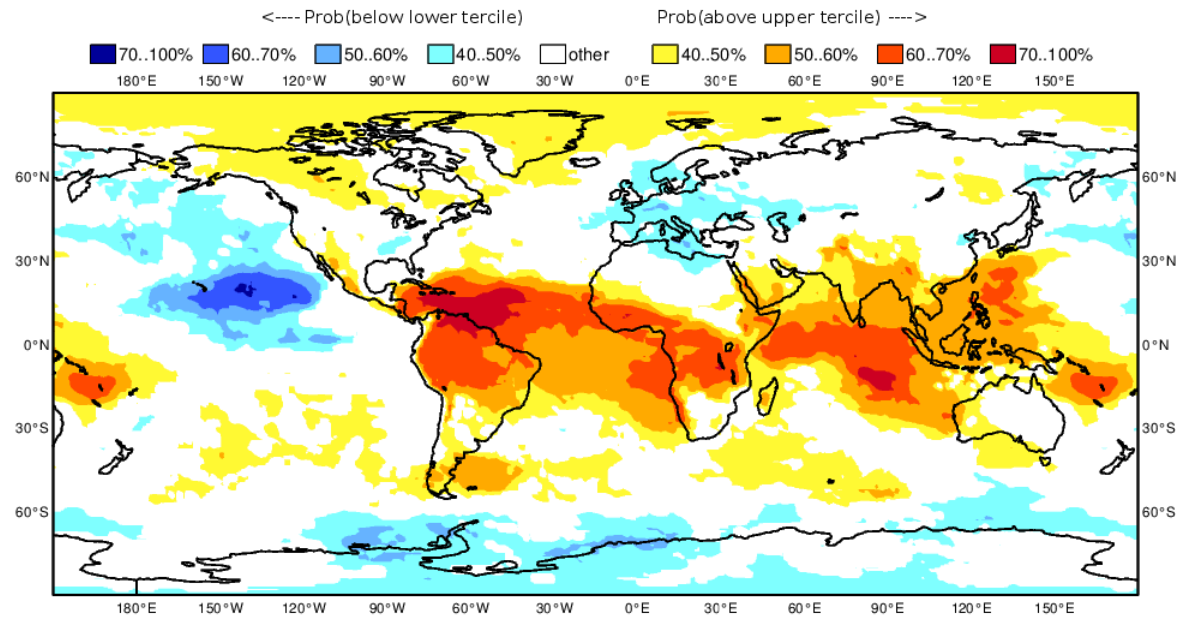 <---- Prob(below lower tercile) Prob(above upper tercile) ---->
70..100% 60..70% 50..60% 40..50% other 40..50% 50..60% 60..70% 70..100%
180°E 150°W 120°W 90°W 60°W 30°W 0°E 30°E 60°E 90°E 120°E 150°E
60°N 60°N
30°N 30°N
0°N 0°N
30°S 30°S
60°S 60°S
180°E 150°W 120°W 90°W 60°W 30°W 0°E 30°E 60°E 90°E 120°E 150°E